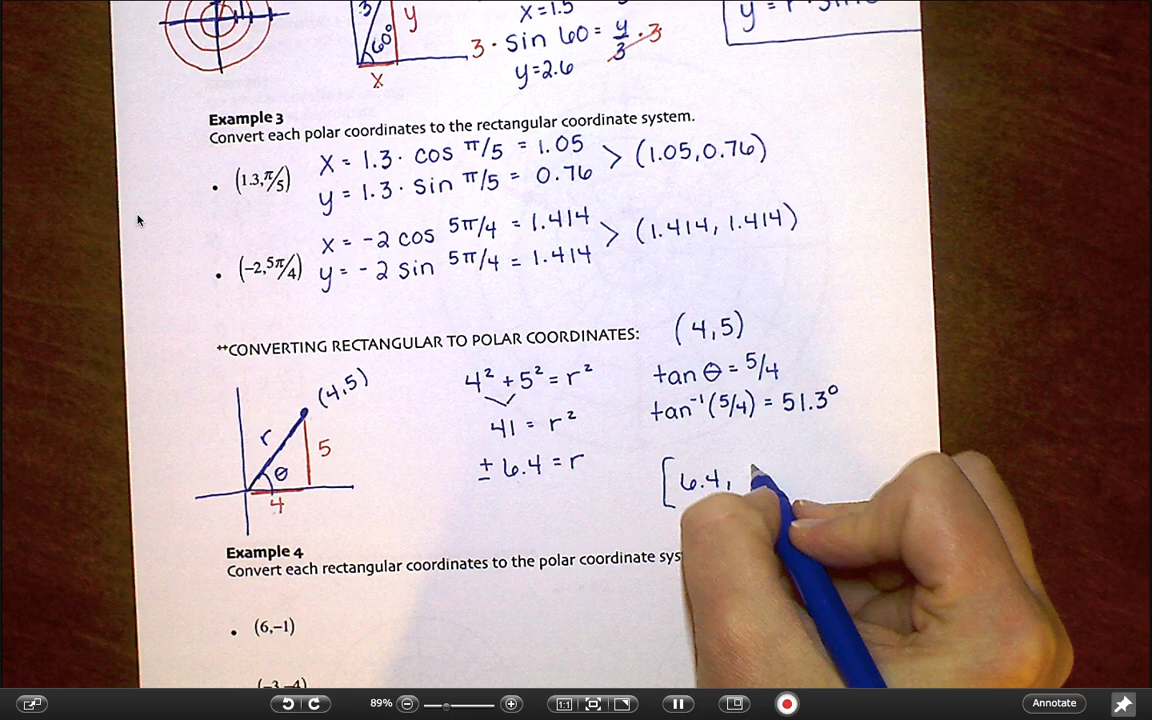 3 60° y
x
x = 1.5
3 · sin 60 = y/3 · 3
y = 2.6
Example 3
Convert each polar coordinates to the rectangular coordinate system.
• (1.3, π/5) x = 1.3 · cos π/5 = 1.05
y = 1.3 · sin π/5 = 0.76 > (1.05, 0.76)
x = -2 cos 5π/4 = 1.414
• (−2, 5π/4) y = -2 sin 5π/4 = 1.414 > (1.414, 1.414)
**CONVERTING RECTANGULAR TO POLAR COORDINATES: (4,5)
(4,5)
r 5
θ
4
4² + 5² = r²
41 = r²
± 6.4 = r
tan θ = 5/4
tan⁻¹(5/4) = 51.3°
[6.4,
Example 4
Convert each rectangular coordinates to the polar coordinate sys
• (6,−1)
(−3,−4)
89%
1:1
Annotate